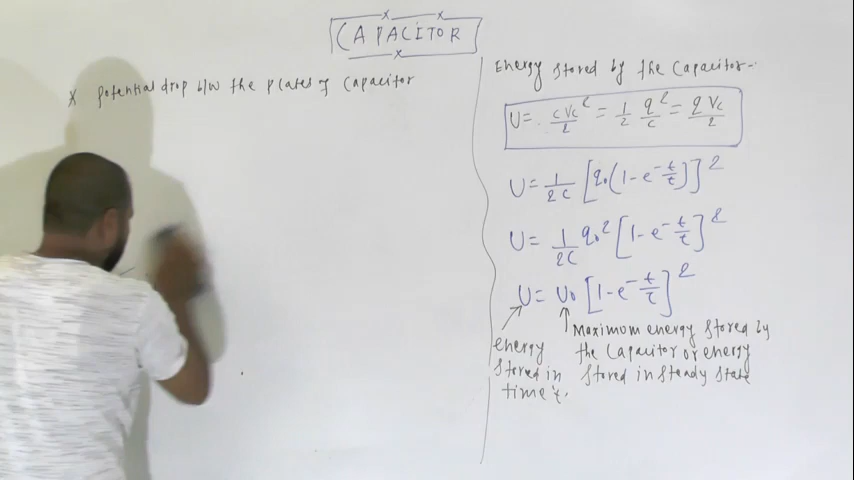 CAPACITOR
x potential drop b/w the plates of capacitor
Energy stored by the capacitor-
U = CVc²/2 = 1/2 q²/C = qVc/2
U = 1/2C [q₀(1-e^-t/τ)]²
U = 1/2C q₀² [1-e^-t/τ]²
U = U₀ [1-e^-t/τ]²
energy
stored in
time 't'.
Maximum energy stored by
the capacitor or energy
stored in steady state